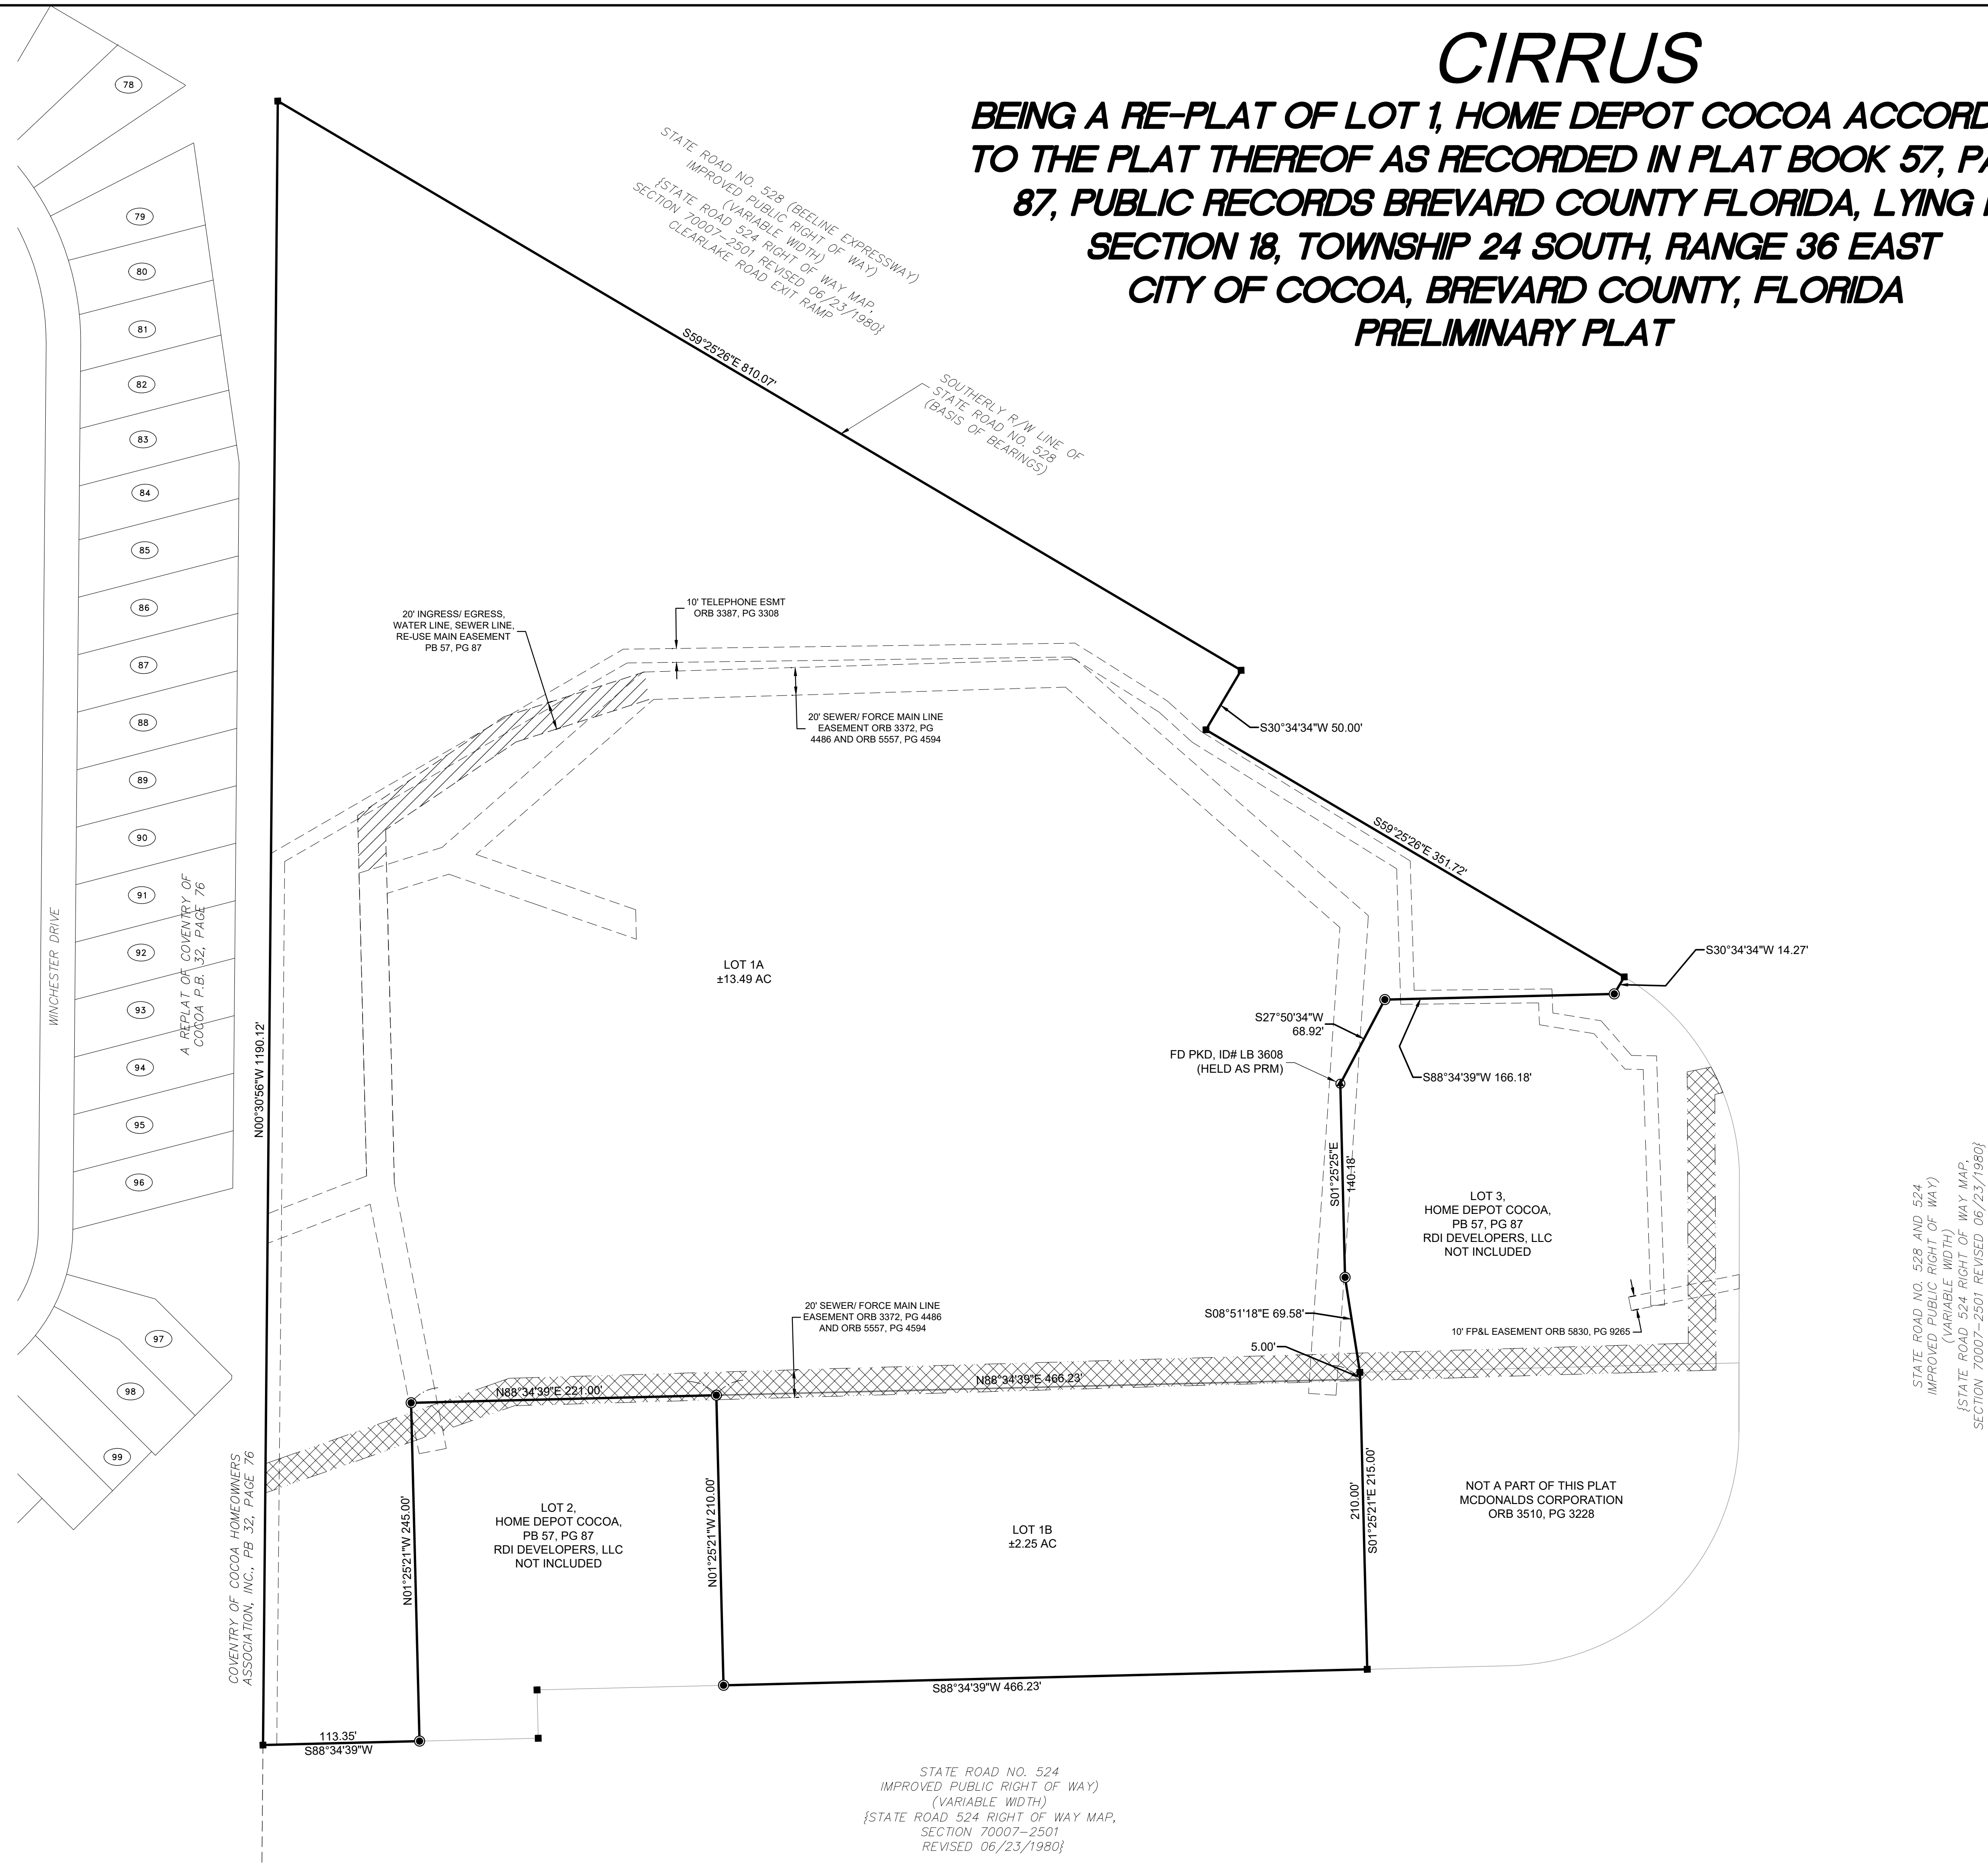 CIRRUS
BEING A RE-PLAT OF LOT 1, HOME DEPOT COCOA ACCORD
TO THE PLAT THEREOF AS RECORDED IN PLAT BOOK 57, PA
87, PUBLIC RECORDS BREVARD COUNTY FLORIDA, LYING
SECTION 18, TOWNSHIP 24 SOUTH, RANGE 36 EAST
CITY OF COCOA, BREVARD COUNTY, FLORIDA
PRELIMINARY PLAT
STATE ROAD NO. 528 (BEELINE EXPRESSWAY)
IMPROVED PUBLIC RIGHT OF WAY)
(VARIABLE WIDTH)
{STATE ROAD 524 RIGHT OF WAY MAP,
SECTION 70007-2501 REVISED 06/23/1980}
CLEARLAKE ROAD EXIT RAMP
S59°25'26"E 810.07'
SOUTHERLY R/W LINE OF
STATE ROAD NO. 528
(BASIS OF BEARINGS)
78
79
80
81
82
83
84
85
86
87
88
89
90
91
92
93
94
95
96
97
98
99
WINCHESTER DRIVE
A REPLAT OF COVENTRY OF
COCOA P.B. 32, PAGE 76
N00°30'56"W 1190.12'
COVENTRY OF COCOA HOMEOWNERS
ASSOCIATION, INC., PB 32, PAGE 76
20' INGRESS/ EGRESS,
WATER LINE, SEWER LINE,
RE-USE MAIN EASEMENT
PB 57, PG 87
10' TELEPHONE ESMT
ORB 3387, PG 3308
20' SEWER/ FORCE MAIN LINE
EASEMENT ORB 3372, PG
4486 AND ORB 5557, PG 4594
S30°34'34"W 50.00'
S59°25'26"E 351.72'
S30°34'34"W 14.27'
LOT 1A
±13.49 AC
S27°50'34"W
68.92'
FD PKD, ID# LB 3608
(HELD AS PRM)
S88°34'39"W 166.18'
S01°25'25"E
140.18'
LOT 3,
HOME DEPOT COCOA,
PB 57, PG 87
RDI DEVELOPERS, LLC
NOT INCLUDED
S08°51'18"E 69.58'
5.00'
10' FP&L EASEMENT ORB 5830, PG 9265
20' SEWER/ FORCE MAIN LINE
EASEMENT ORB 3372, PG 4486
AND ORB 5557, PG 4594
N88°34'39"E 221.00'
N88°34'39"E 466.23'
N01°25'21"W 245.00'
LOT 2,
HOME DEPOT COCOA,
PB 57, PG 87
RDI DEVELOPERS, LLC
NOT INCLUDED
N01°25'21"W 210.00'
LOT 1B
±2.25 AC
210.00'
S01°25'21"E 215.00'
NOT A PART OF THIS PLAT
MCDONALDS CORPORATION
ORB 3510, PG 3228
S88°34'39"W 466.23'
113.35'
S88°34'39"W
STATE ROAD NO. 524
IMPROVED PUBLIC RIGHT OF WAY)
(VARIABLE WIDTH)
{STATE ROAD 524 RIGHT OF WAY MAP,
SECTION 70007-2501
REVISED 06/23/1980}
STATE ROAD NO. 528 AND 524
IMPROVED PUBLIC RIGHT OF WAY)
(VARIABLE WIDTH)
{STATE ROAD 524 RIGHT OF WAY MAP,
SECTION 70007-2501 REVISED 06/23/1980}